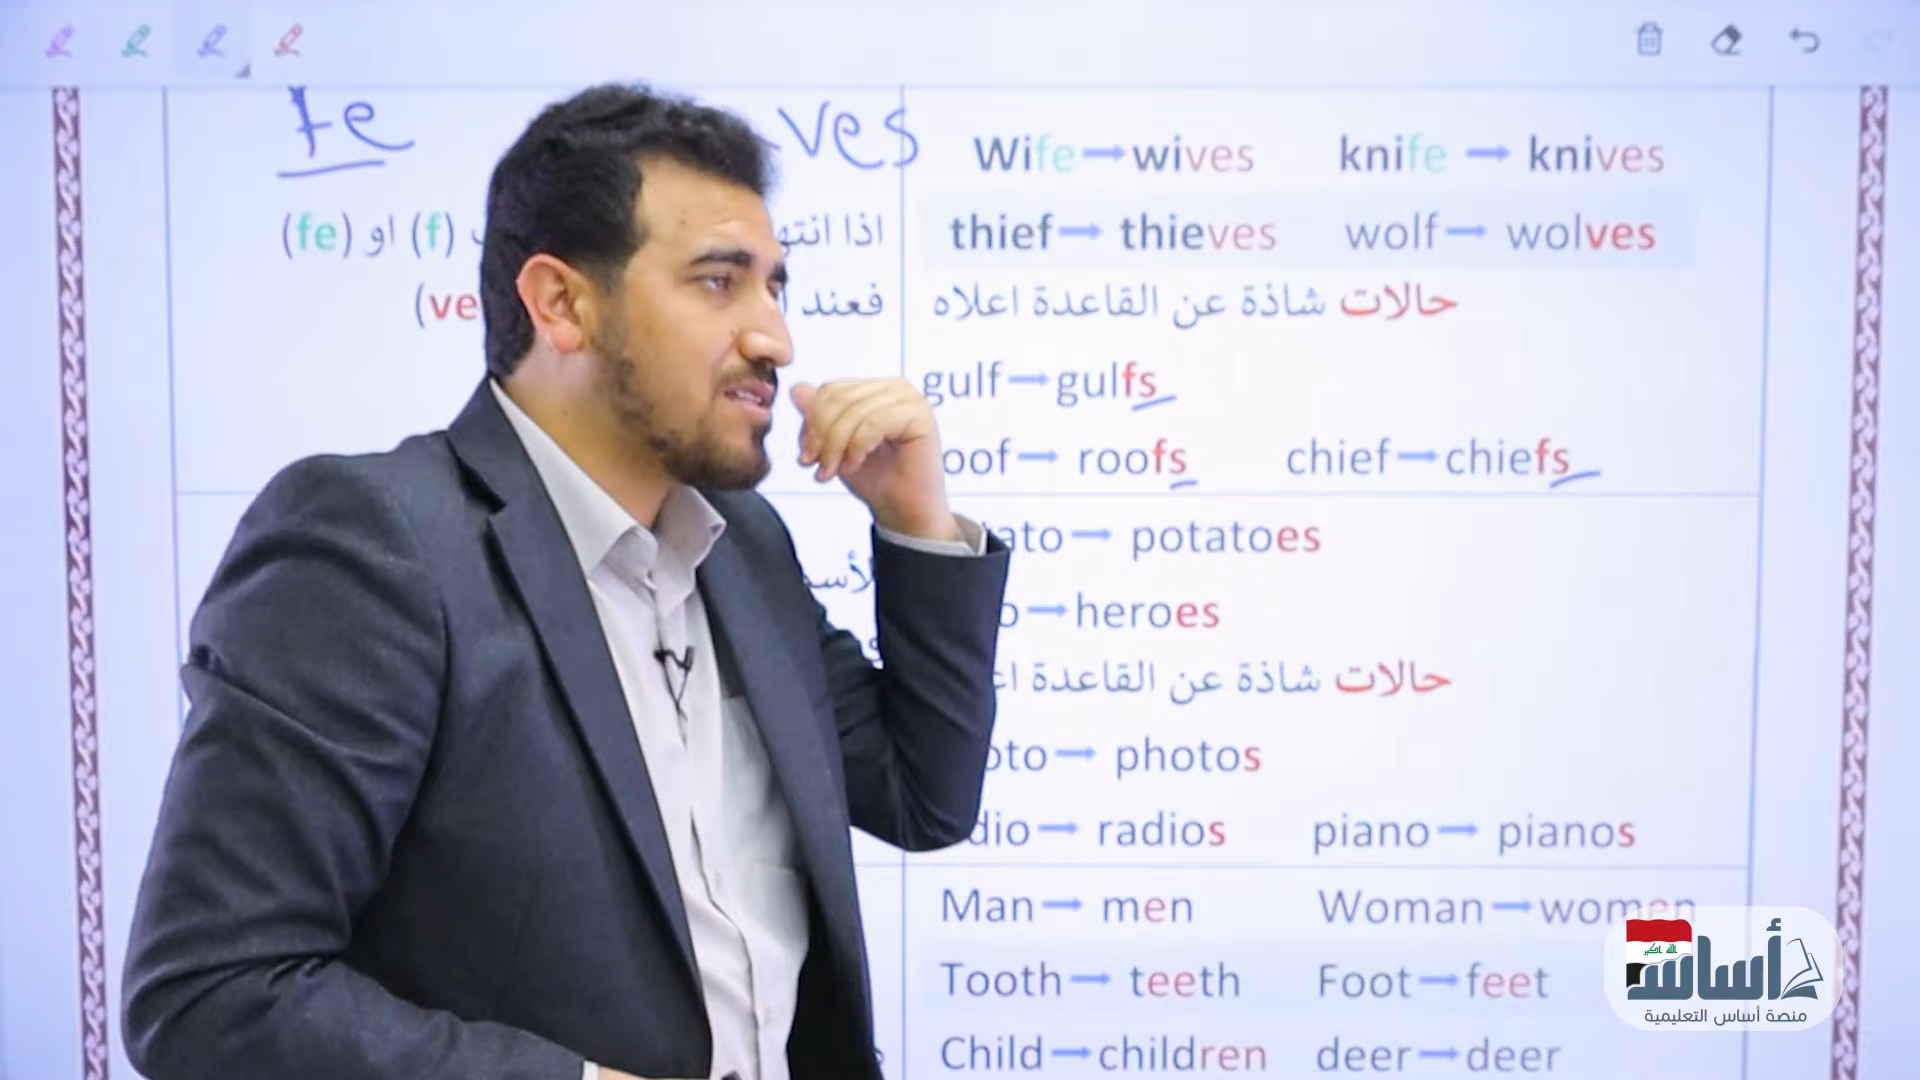 fe ves
اذا انته (f) او (fe)
فعند (ve
Wife→wives knife → knives
thief→ thieves wolf→ wolves
حالات شاذة عن القاعدة اعلاه
gulf→gulfs
oof→ roofs chief→chiefs
ato→ potatoes
o→heroes
حالات شاذة عن القاعدة
oto→ photos
dio→ radios piano→ pianos
Man→ men Woman→women
Tooth→ teeth Foot→feet
Child→children deer→deer
أساس
منصة أساس التعليمية